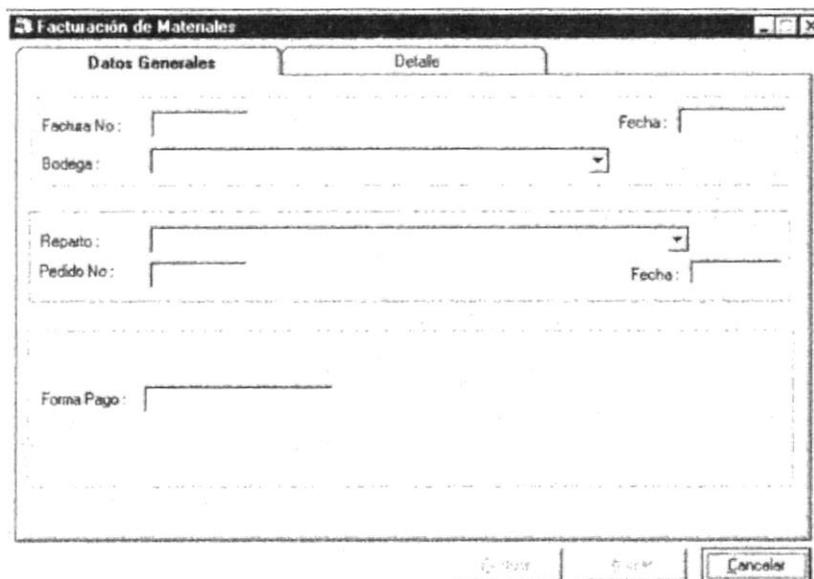 Facturación de Materiales
Datos Generales Detalle
Factura No : Fecha :
Bodega :
Reparto :
Pedido No : Fecha :
Forma Pago :
Cancelar